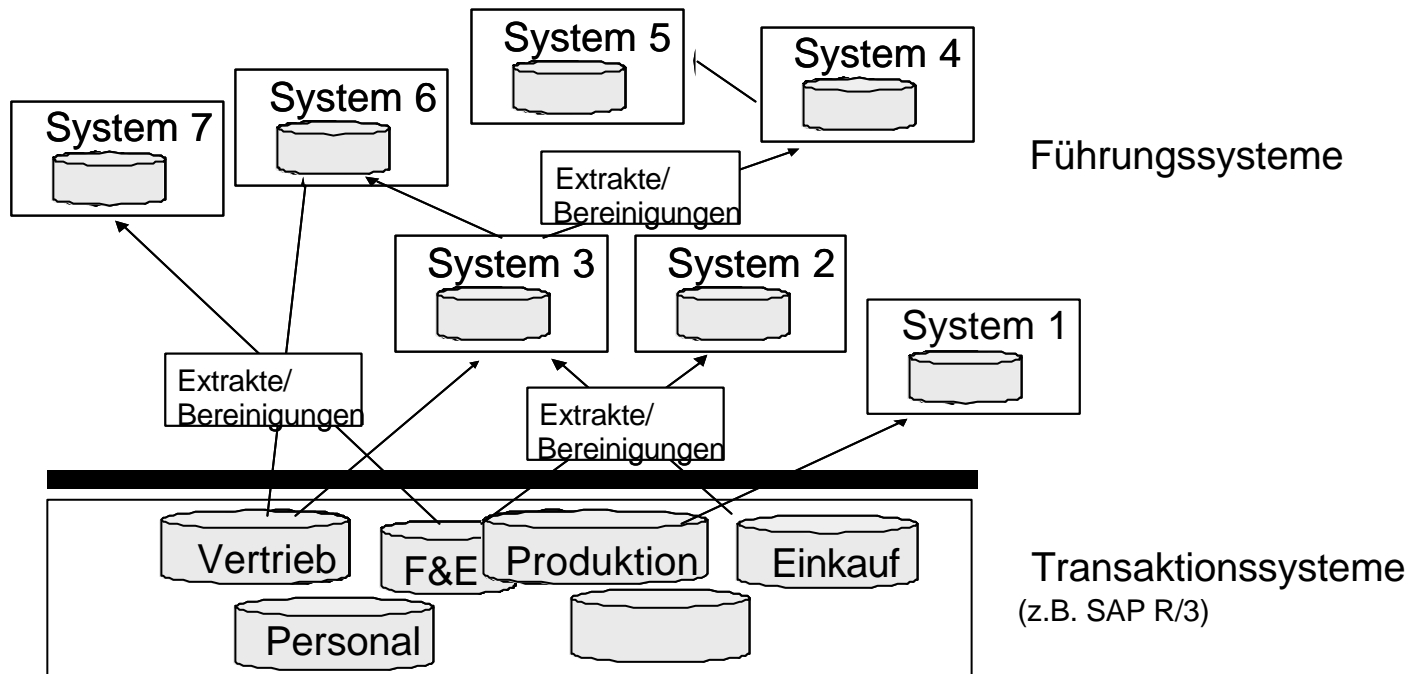 System 5
System 4
System 6
System 7
Führungssysteme
Extrakte/
Bereinigungen
System 3
System 2
System 1
Extrakte/
Bereinigungen
Extrakte/
Bereinigungen
Vertrieb
F&E
Produktion
Einkauf
Transaktionssysteme
(z.B. SAP R/3)
Personal